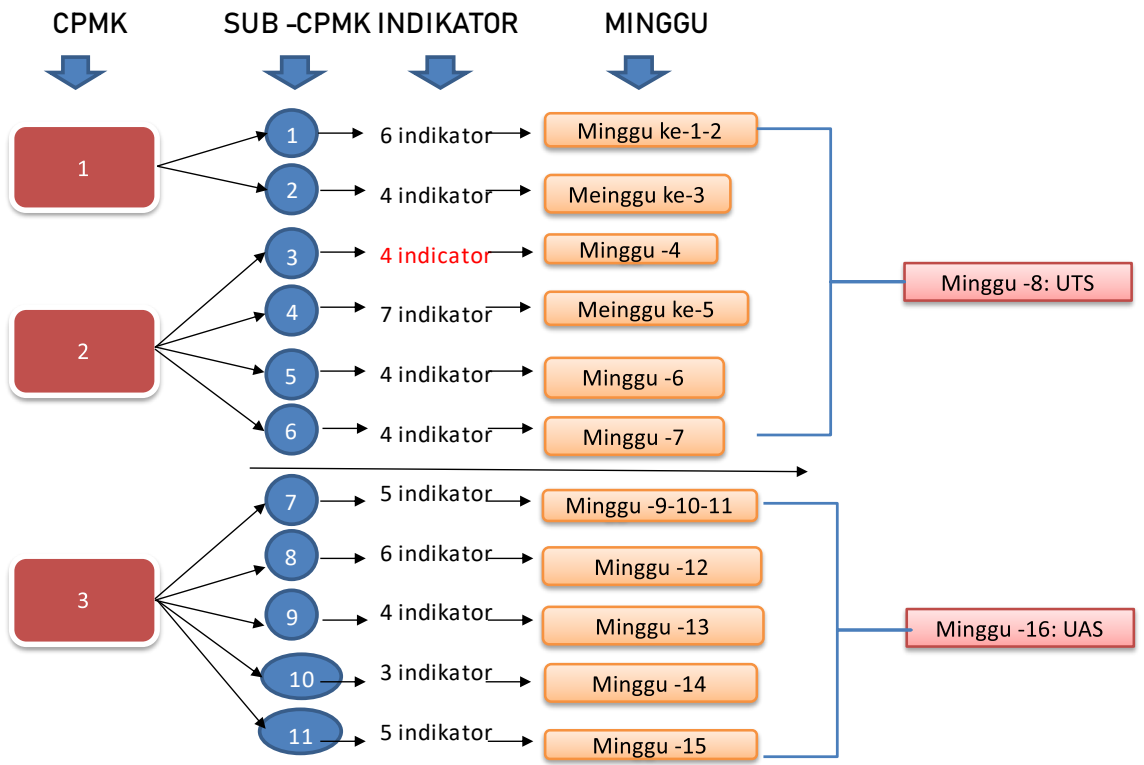 CPMK
SUB –CPMK INDIKATOR
MINGGU
1
1
6 indikator
Minggu ke-1-2
2
4 indikator
Meinggu ke-3
2
3
4 indicator
Minggu -4
4
7 indikator
Meinggu ke-5
5
4 indikator
Minggu -6
6
4 indikator
Minggu -7
Minggu -8: UTS
3
7
5 indikator
Minggu -9-10-11
8
6 indikator
Minggu -12
9
4 indikator
Minggu -13
10
3 indikator
Minggu -14
11
5 indikator
Minggu -15
Minggu -16: UAS